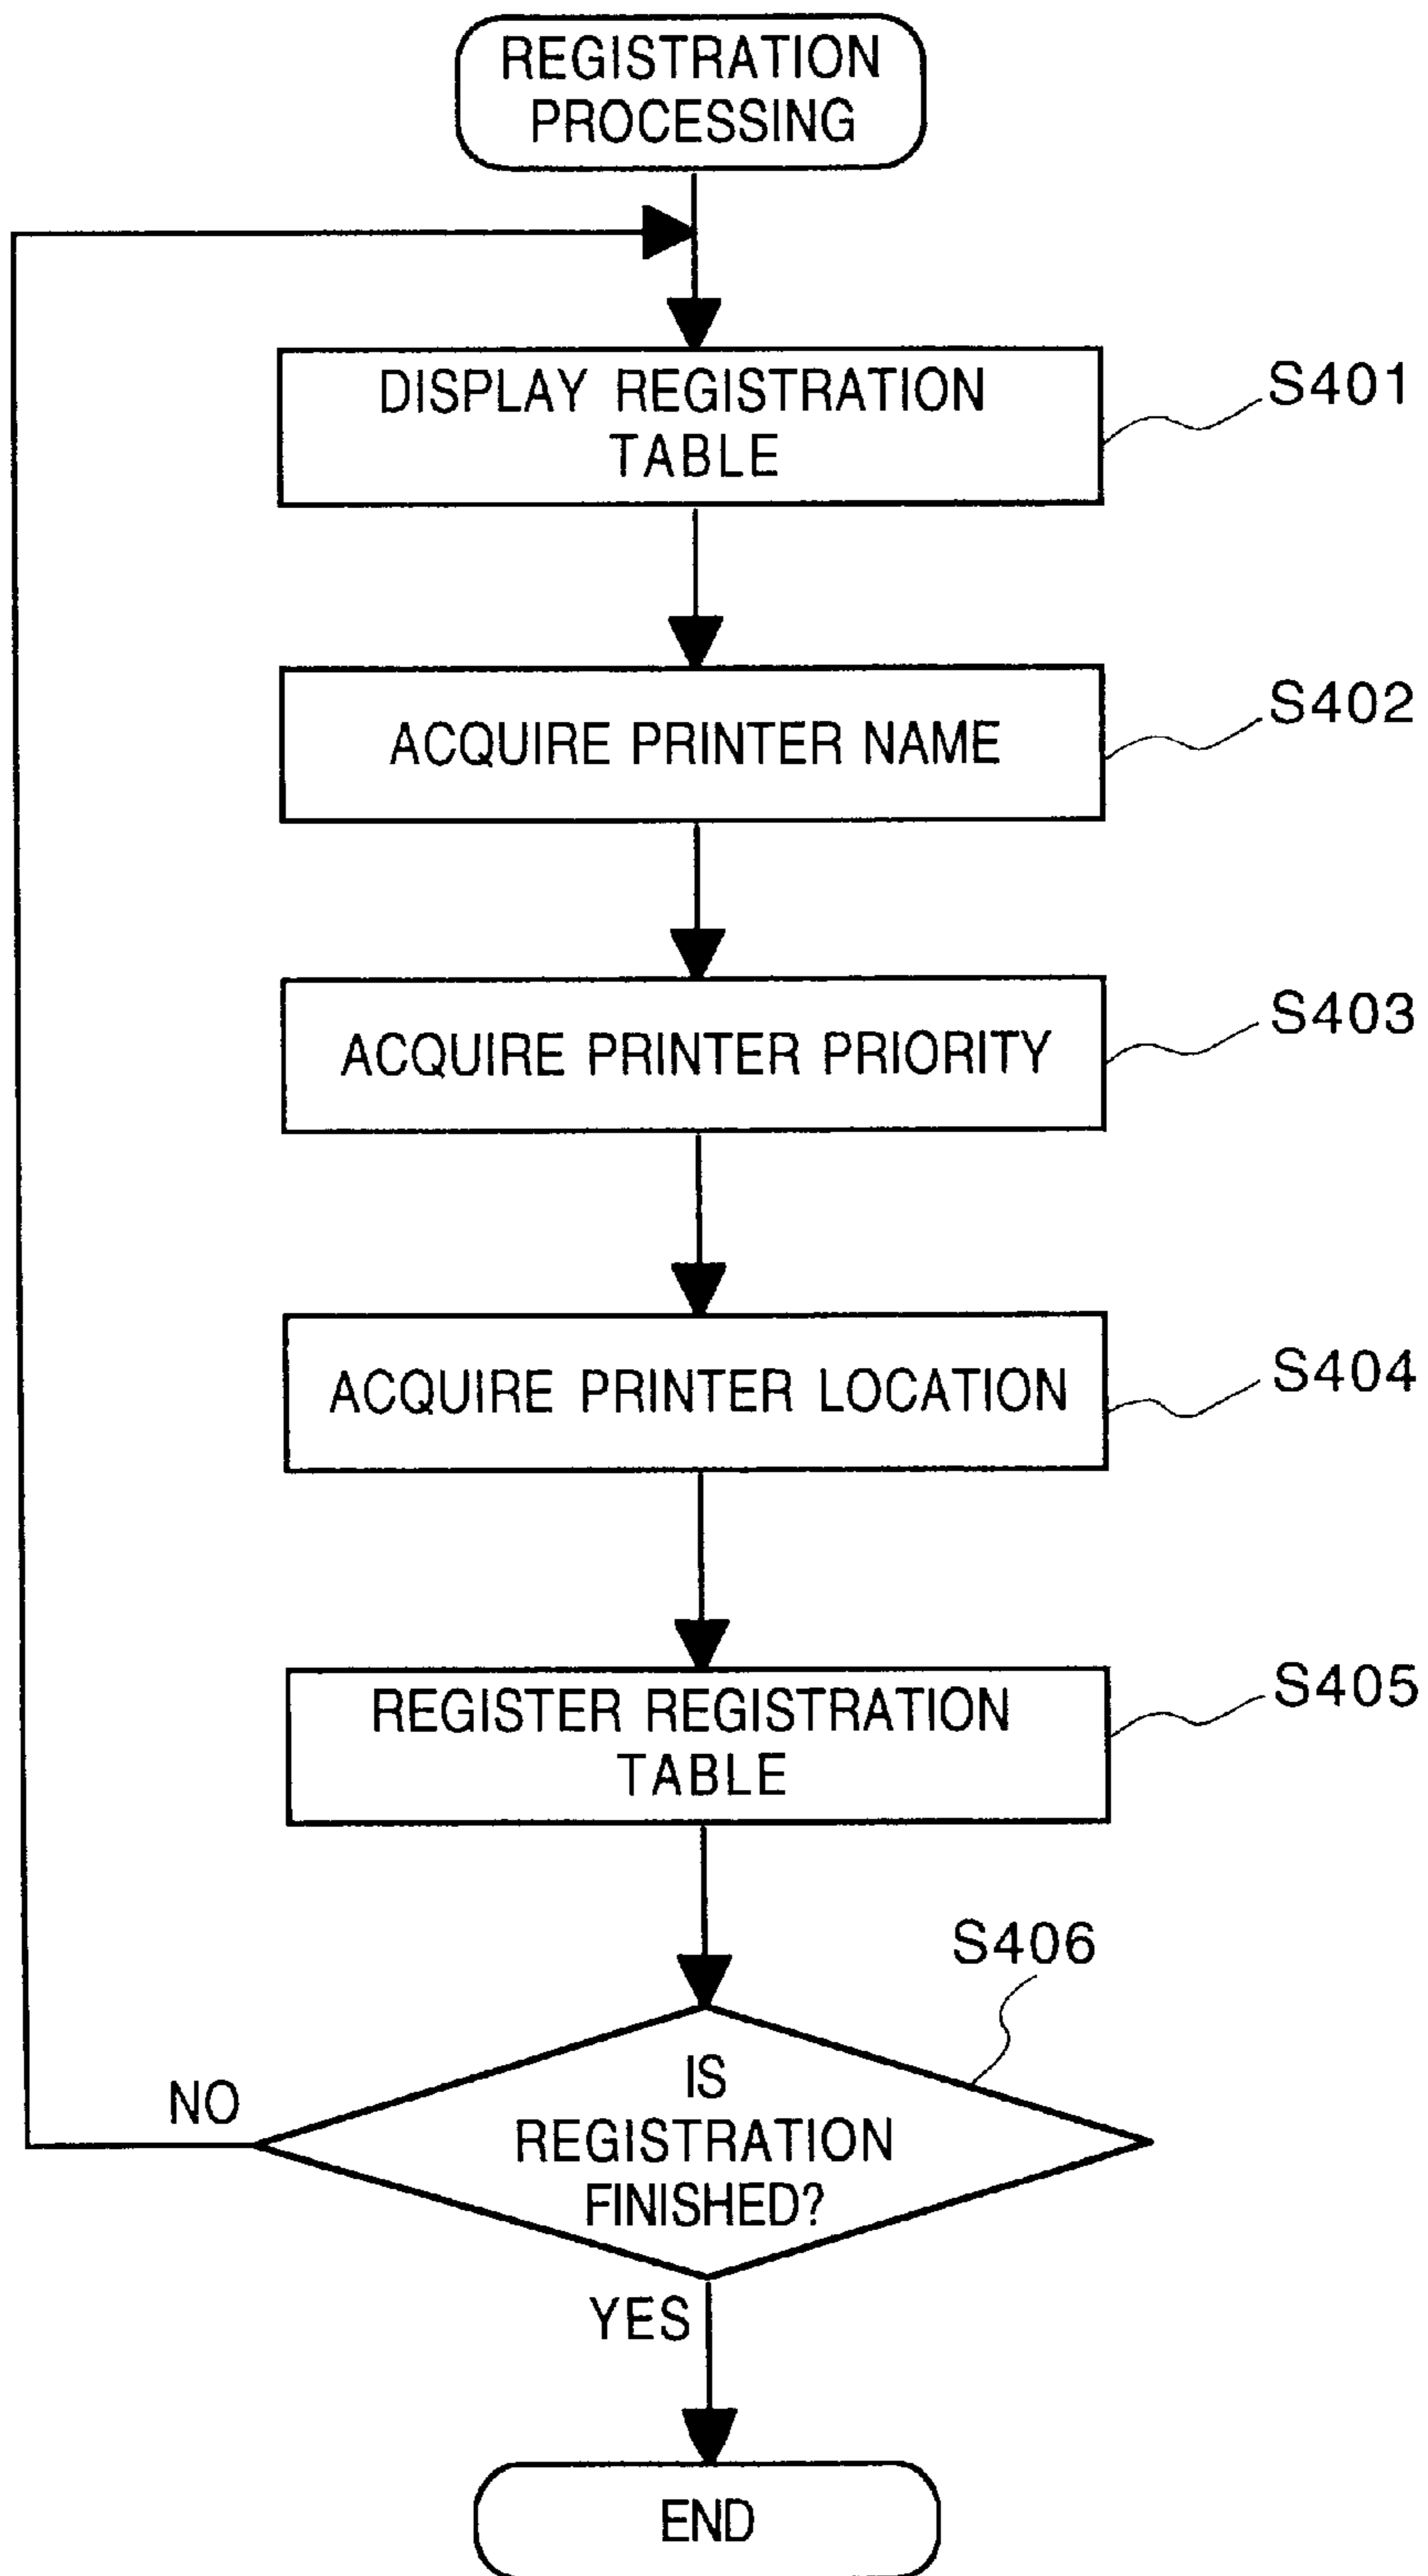 REGISTRATION
PROCESSING
DISPLAY REGISTRATION
TABLE
S401
ACQUIRE PRINTER NAME
S402
ACQUIRE PRINTER PRIORITY
S403
ACQUIRE PRINTER LOCATION
S404
REGISTER REGISTRATION
TABLE
S405
S406
IS
REGISTRATION
FINISHED?
NO
YES
END